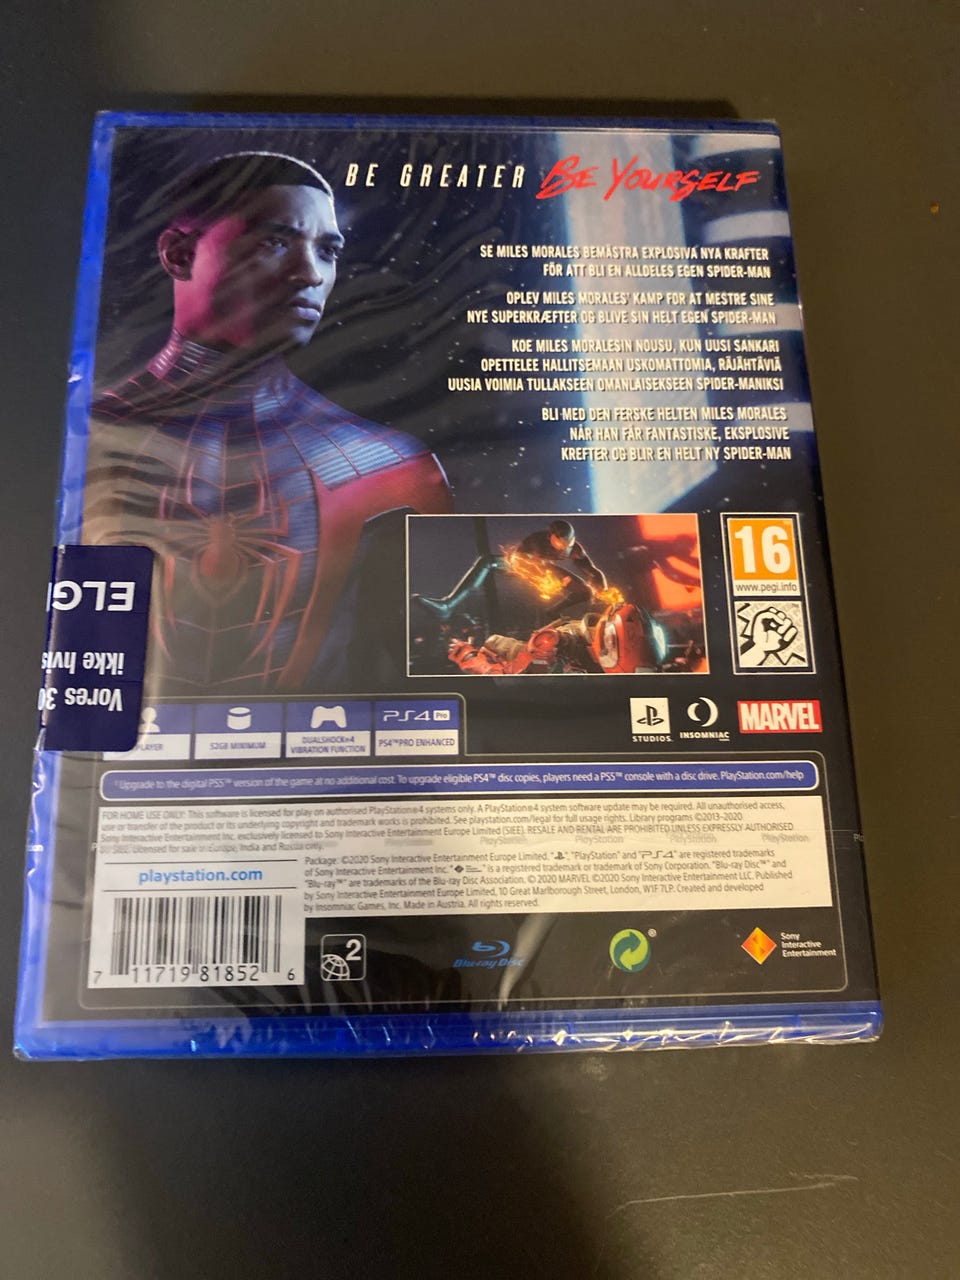 BE GREATER BE YOURSELF
SE MILES MORALES BEMÄSTRA EXPLOSIVA NYA KRAFTER
FÖR ATT BLI EN ALLDELES EGEN SPIDER-MAN
OPLEV MILES MORALES' KAMP FOR AT MESTRE SINE
NYE SUPERKRÆFTER OG BLIVE SIN HELT EGEN SPIDER-MAN
KOE MILES MORALESIN NOUSU, KUN UUSI SANKARI
OPETTELEE HALLITSEMAAN USKOMATTOMIA, RÄJÄHTÄVIÄ
UUSIA VOIMIA TULLAKSEEN OMANLAISEKSEEN SPIDER-MANIKSI
BLI MED DEN FERSKE HELTEN MILES MORALES
NÅR HAN FÅR FANTASTISKE, EKSPLOSIVE
KREFTER OG BLIR EN HELT NY SPIDER-MAN
16
www.pegi.info
ELG
ikke hvis
Vores 30
PLAYER
52GB MINIMUM
DUALSHOCK®4
VIBRATION FUNCTION
PS4 Pro
PS4™PRO ENHANCED
PlayStation
STUDIOS
INSOMNIAC
GAMES
MARVEL
¹ Upgrade to the digital PS5™ version of the game at no additional cost. To upgrade eligible PS4™ disc copies, players need a PS5™ console with a disc drive. PlayStation.com/help
FOR HOME USE ONLY: This software is licensed for play on authorised PlayStation®4 systems only. A PlayStation®4 system software update may be required. All unauthorised access,
use or transfer of the product or its underlying copyright and trademark works is prohibited. See playstation.com/legal for full usage rights. Library programs ©2013–2020
Sony Interactive Entertainment Inc. exclusively licensed to Sony Interactive Entertainment Europe Limited (SIEE). RESALE AND RENTAL ARE PROHIBITED UNLESS EXPRESSLY AUTHORISED
BY SIEE. Licensed for sale in Europe, India and Russia only.
Package: ©2020 Sony Interactive Entertainment Europe Limited. "PS", "PlayStation" and "PS4" are registered trademarks
of Sony Interactive Entertainment Inc. " " is a registered trademark or trademark of Sony Corporation. "Blu-ray Disc™" and
"Blu-ray™" are trademarks of the Blu-ray Disc Association. © 2020 MARVEL ©2020 Sony Interactive Entertainment LLC. Published
by Sony Interactive Entertainment Europe Limited, 10 Great Marlborough Street, London, W1F 7LP. Created and developed
by Insomniac Games, Inc. Made in Austria. All rights reserved.
playstation.com
7 11719 81852 6
2
Blu-ray Disc
®
Sony
Interactive
Entertainment